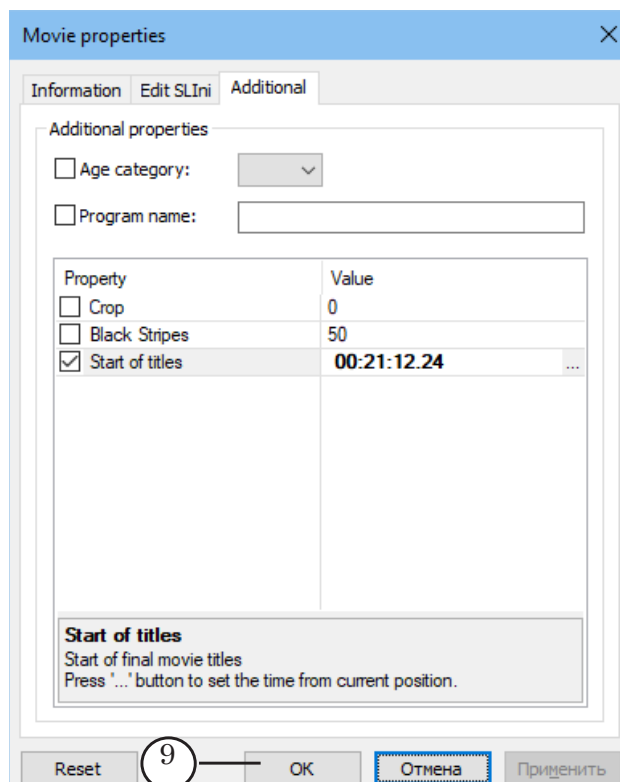 Movie properties
Information Edit SLIni Additional
Additional properties
Age category:
Program name:
Property Value
Crop 0
Black Stripes 50
Start of titles 00:21:12.24 ...
Start of titles
Start of final movie titles
Press '...' button to set the time from current position.
Reset 9 OK Отмена Применить